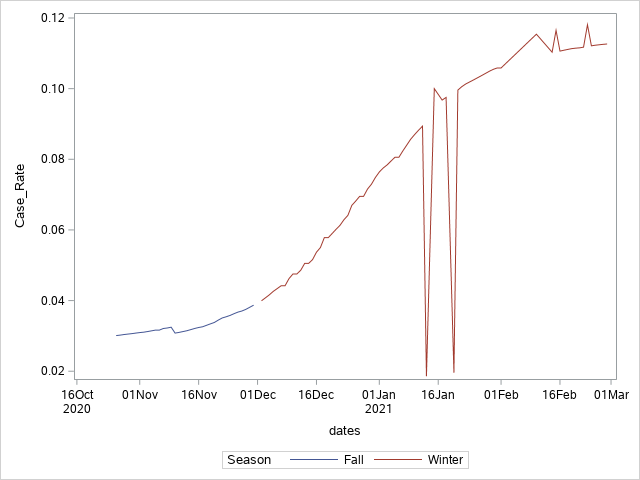 0.12
0.10
0.08
0.06
0.04
0.02
Case_Rate
16Oct 01Nov 16Nov 01Dec 16Dec 01Jan 16Jan 01Feb 16Feb 01Mar
2020 2021
dates
Season Fall Winter